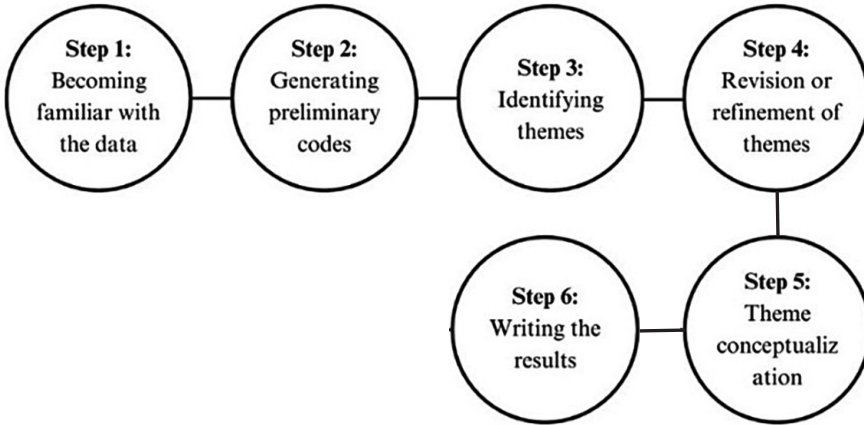 Step 1:
Becoming
familiar with
the data
Step 2:
Generating
preliminary
codes
Step 3:
Identifying
themes
Step 4:
Revision or
refinement of
themes
Step 5:
Theme
conceptualiz
ation
Step 6:
Writing the
results